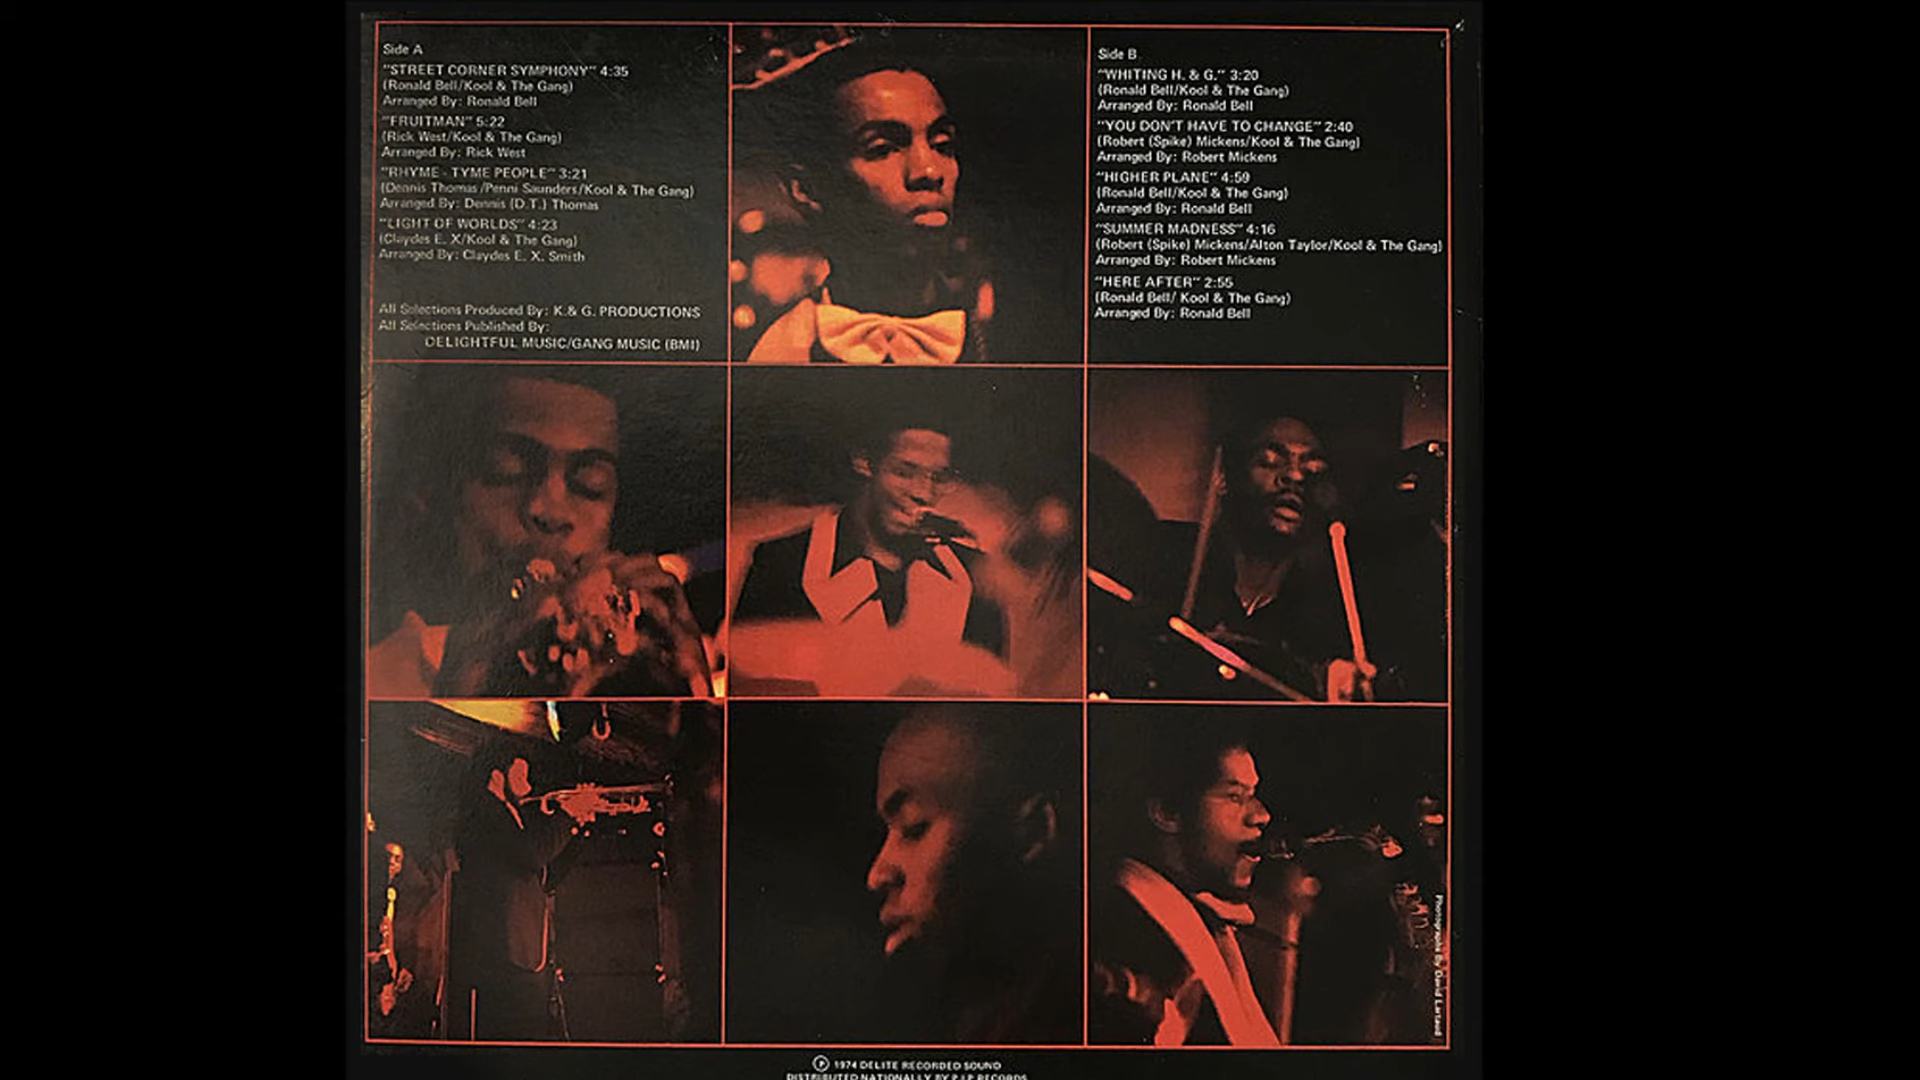 Side A
"STREET CORNER SYMPHONY" 4:35
(Ronald Bell/Kool & The Gang)
Arranged By: Ronald Bell
"FRUITMAN" 5:22
(Rick West/Kool & The Gang)
Arranged By: Rick West
"RHYME - TYME PEOPLE" 3:21
(Dennis Thomas/Penni Saunders/Kool & The Gang)
Arranged By: Dennis (D.T.) Thomas
"LIGHT OF WORLDS" 4:23
(Claydes E. X/Kool & The Gang)
Arranged By: Claydes E. X. Smith
All Selections Produced By: K.& G. PRODUCTIONS
All Selections Published By:
DELIGHTFUL MUSIC/GANG MUSIC (BMI)
Side B
"WHITING H. & G." 3:20
(Ronald Bell/Kool & The Gang)
Arranged By: Ronald Bell
"YOU DON'T HAVE TO CHANGE" 2:40
(Robert (Spike) Mickens/Kool & The Gang)
Arranged By: Robert Mickens
"HIGHER PLANE" 4:59
(Ronald Bell/Kool & The Gang)
Arranged By: Ronald Bell
"SUMMER MADNESS" 4:16
(Robert (Spike) Mickens/Alton Taylor/Kool & The Gang)
Arranged By: Robert Mickens
"HERE AFTER" 2:55
(Ronald Bell/ Kool & The Gang)
Arranged By: Ronald Bell
Photographs By David Lartaud
℗ 1974 DELITE RECORDED SOUND
DISTRIBUTED NATIONALLY BY P.I.P. RECORDS